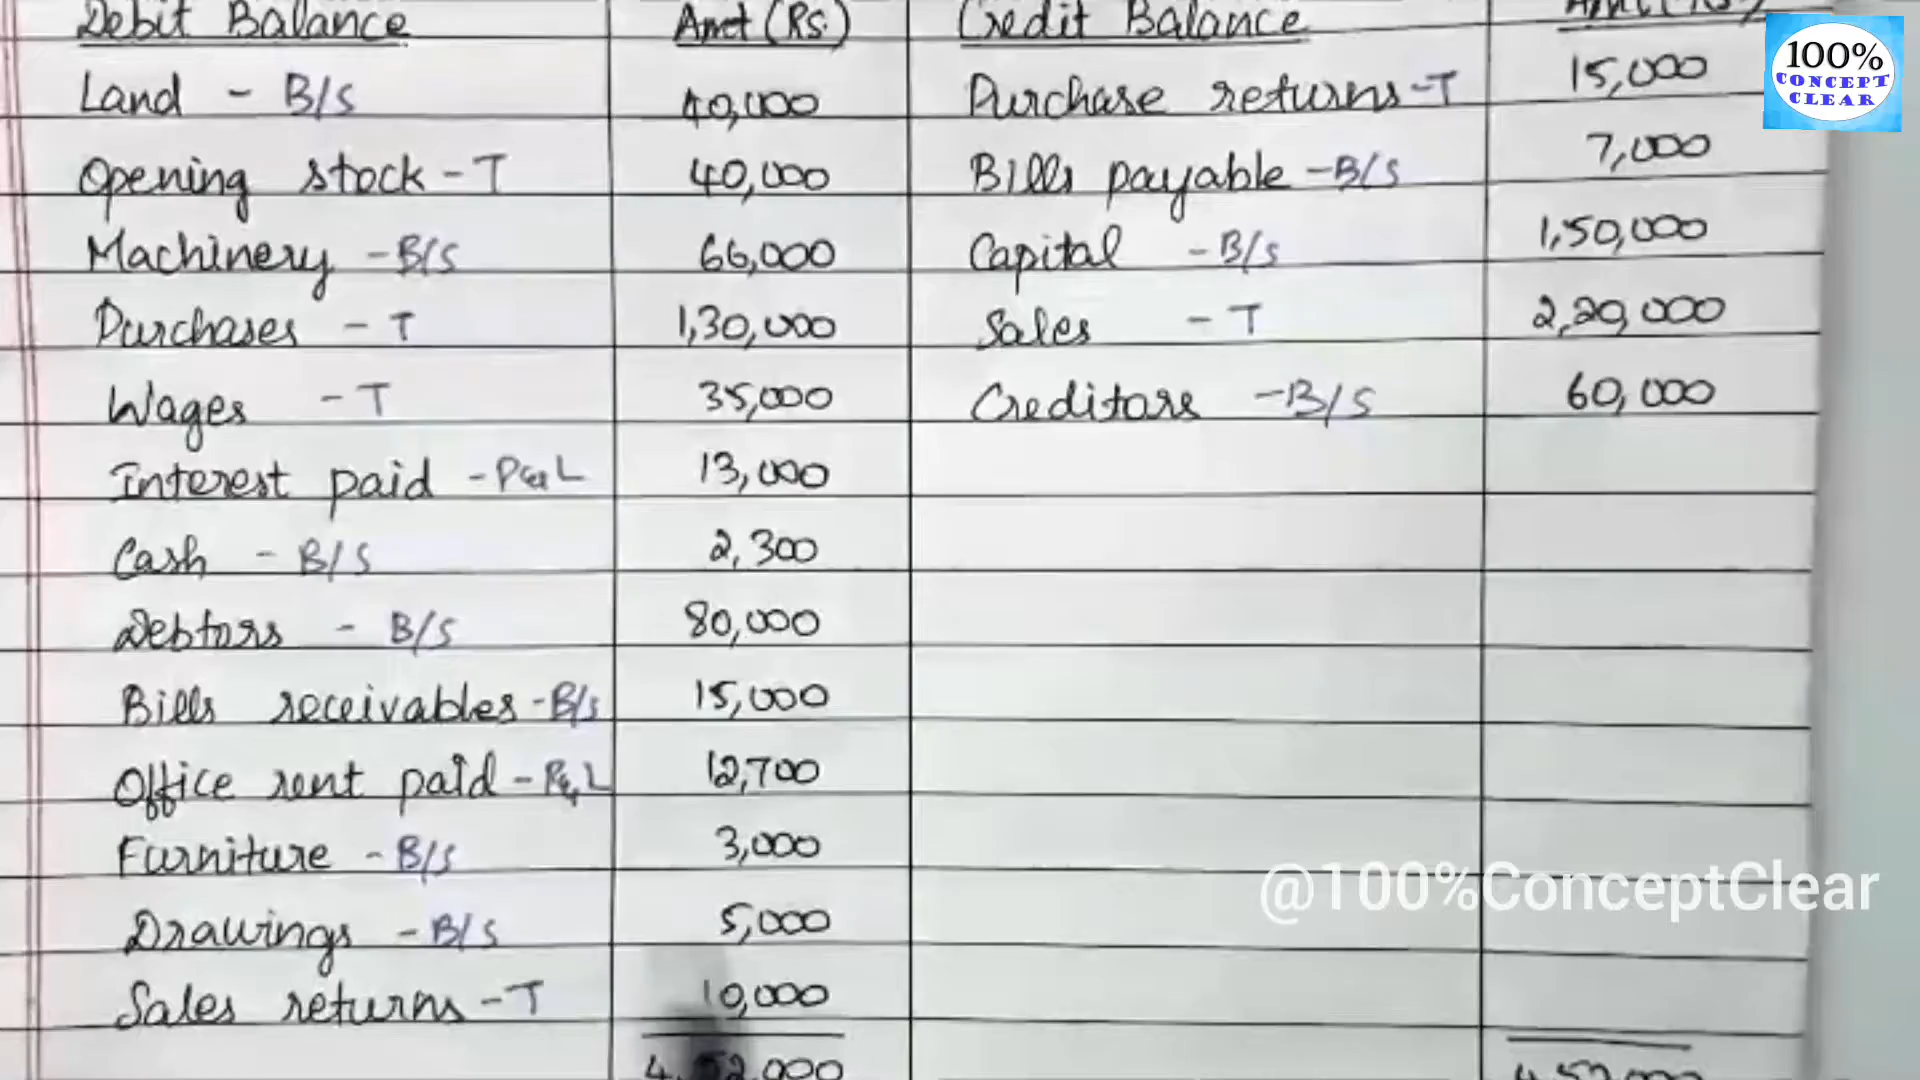 Debit Balance Amt (Rs.) Credit Balance Amt (Rs.)
Land - B/S 40,000 Purchase returns - T 15,000
Opening stock - T 40,000 Bills payable - B/S 7,000
Machinery - B/S 66,000 Capital - B/S 1,50,000
Purchases - T 1,30,000 Sales - T 2,20,000
Wages - T 35,000 Creditors - B/S 60,000
Interest paid - P&L 13,000
Cash - B/S 2,300
Debtors - B/S 80,000
Bills receivables - B/S 15,000
Office rent paid - P&L 12,700
Furniture - B/S 3,000
Drawings - B/S 5,000
Sales returns - T 10,000
100%
CONCEPT
CLEAR
@100%ConceptClear